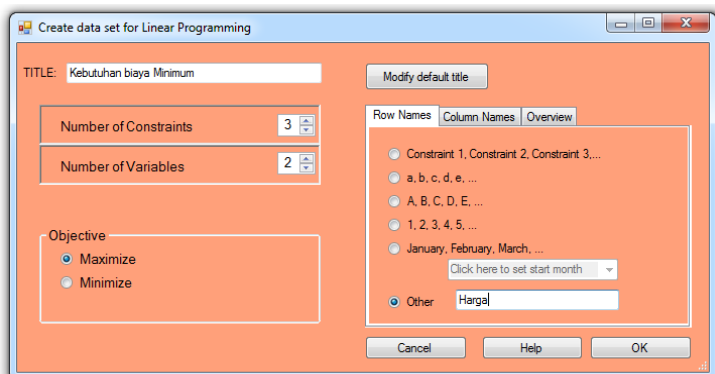 Create data set for Linear Programming
TITLE: Kebutuhan biaya Minimum
Modify default title
Number of Constraints 3
Number of Variables 2
Objective
Maximize
Minimize
Row Names Column Names Overview
Constraint 1, Constraint 2, Constraint 3,...
a, b, c, d, e, ...
A, B, C, D, E, ...
1, 2, 3, 4, 5, ...
January, February, March, ...
Click here to set start month
Other Harga
Cancel Help OK